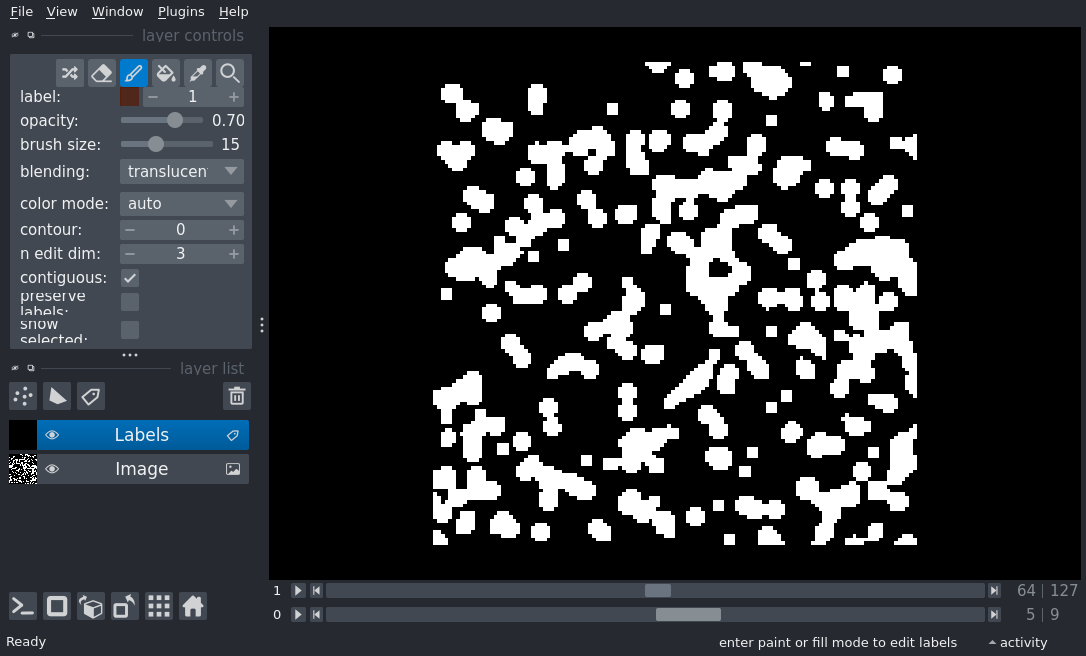 File View Window Plugins Help
layer controls
label: − 1 +
opacity: 0.70
brush size: 15
blending: translucen
color mode: auto
contour: − 0 +
n edit dim: − 3 +
contiguous:
preserve
labels:
show
selected:
layer list
Labels
Image
1 64 | 127
0 5 | 9
Ready enter paint or fill mode to edit labels activity